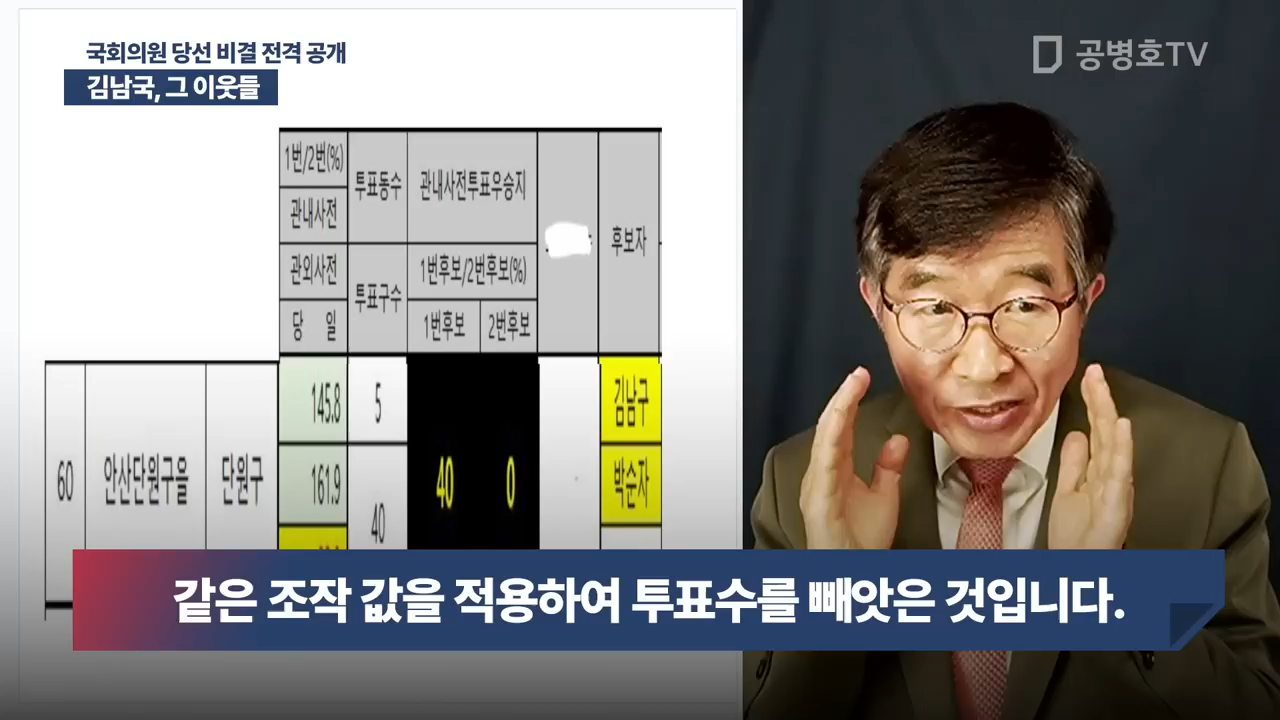 국회의원 당선 비결 전격 공개
김남국, 그 이웃들
공병호TV
1번/2번(%)
관내사전
관외사전
당 일
투표동수
투표구수
관내사전투표우승지
1번후보/2번후보(%)
1번후보
2번후보
후보자
60
안산단원구을
단원구
145.8
161.9
5
40
40
0
김남구
박순자
같은 조작 값을 적용하여 투표수를 빼앗은 것입니다.